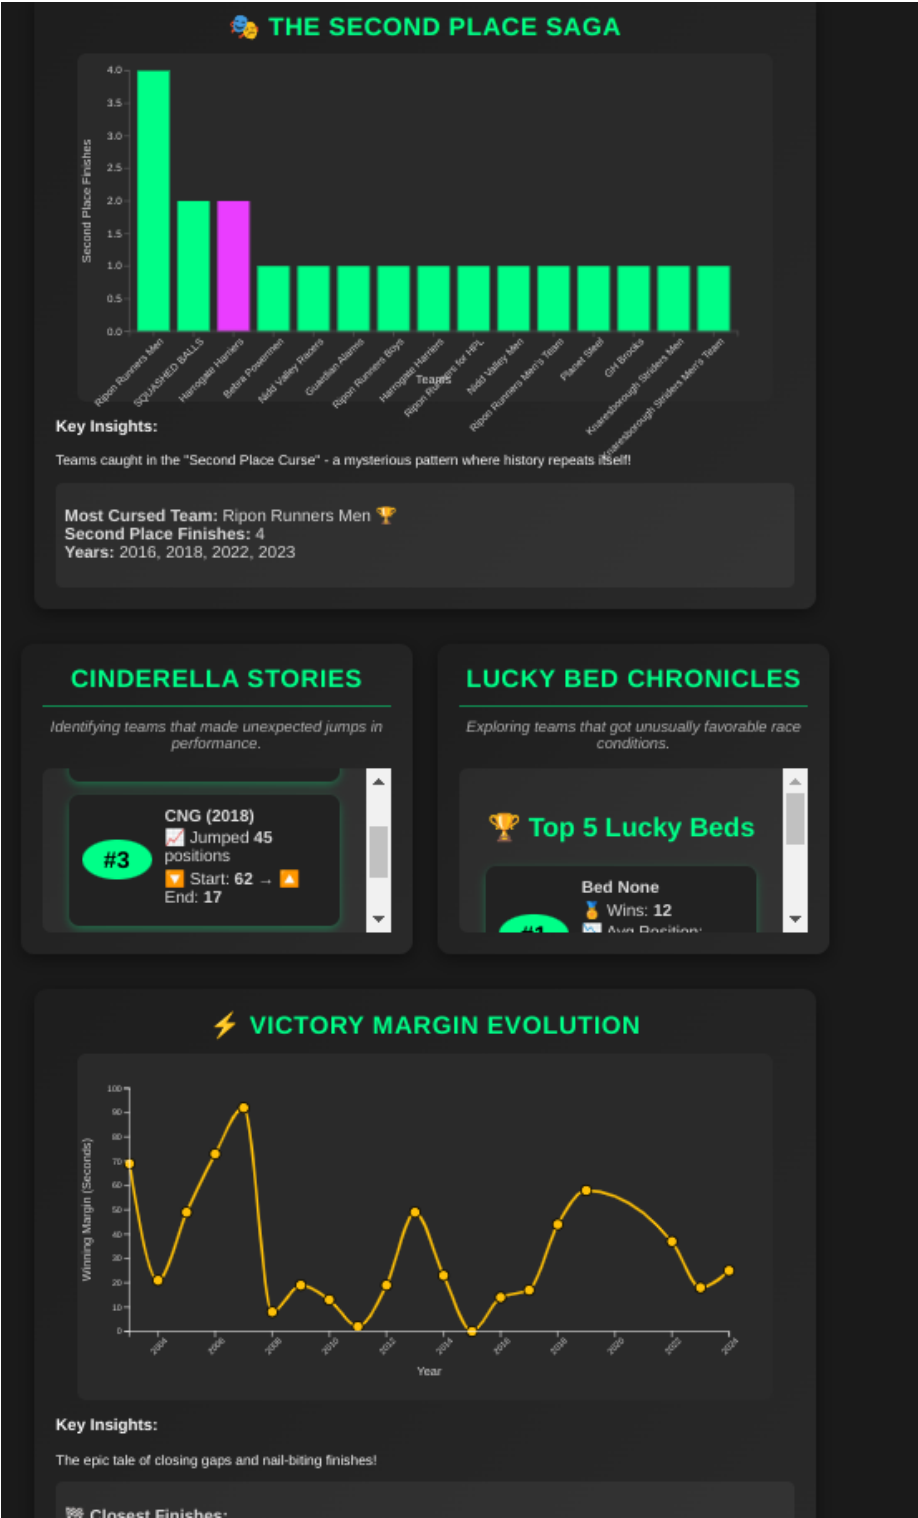 🎭 THE SECOND PLACE SAGA
4.0
3.5
3.0
2.5
2.0
1.5
1.0
0.5
0.0
Second Place Finishes
Ripon Runners Men
SQUASHED BALLS
Harrogate Harriers
Bebra Powermen
Nidd Valley Racers
Guardian Alarms
Ripon Runners Boys
Harrogate Harriers
Ripon Runners for HPL
Nidd Valley Men
Ripon Runners Men's Team
Planet Steel
GH Brooks
Knaresborough Striders Men
Knaresborough Striders Men's Team
Teams
Key Insights:
Teams caught in the "Second Place Curse" - a mysterious pattern where history repeats itself!
Most Cursed Team: Ripon Runners Men 🏆
Second Place Finishes: 4
Years: 2016, 2018, 2022, 2023
CINDERELLA STORIES
Identifying teams that made unexpected jumps in
performance.
#3
CNG (2018)
📈 Jumped 45
positions
🔽 Start: 62 → 🔼
End: 17
LUCKY BED CHRONICLES
Exploring teams that got unusually favorable race
conditions.
🏆 Top 5 Lucky Beds
#1
Bed None
🏅 Wins: 12
📉 Avg Position:
⚡ VICTORY MARGIN EVOLUTION
100
90
80
70
60
50
40
30
20
10
0
Winning Margin (Seconds)
2004
2006
2008
2010
2012
2014
2016
2018
2020
2022
2024
Year
Key Insights:
The epic tale of closing gaps and nail-biting finishes!
🏁 Closest Finishes: